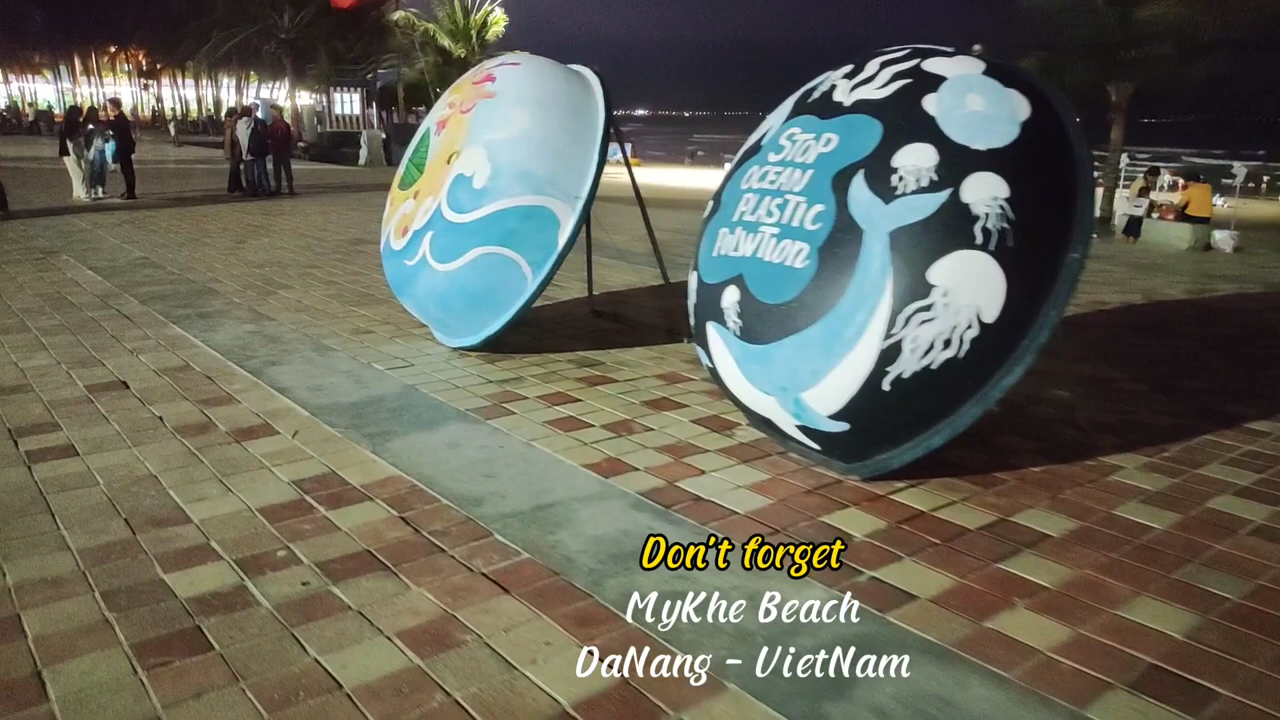 STOP
OCEAN
PLASTIC
POLLUTION
Don't forget
MyKhe Beach
DaNang - VietNam